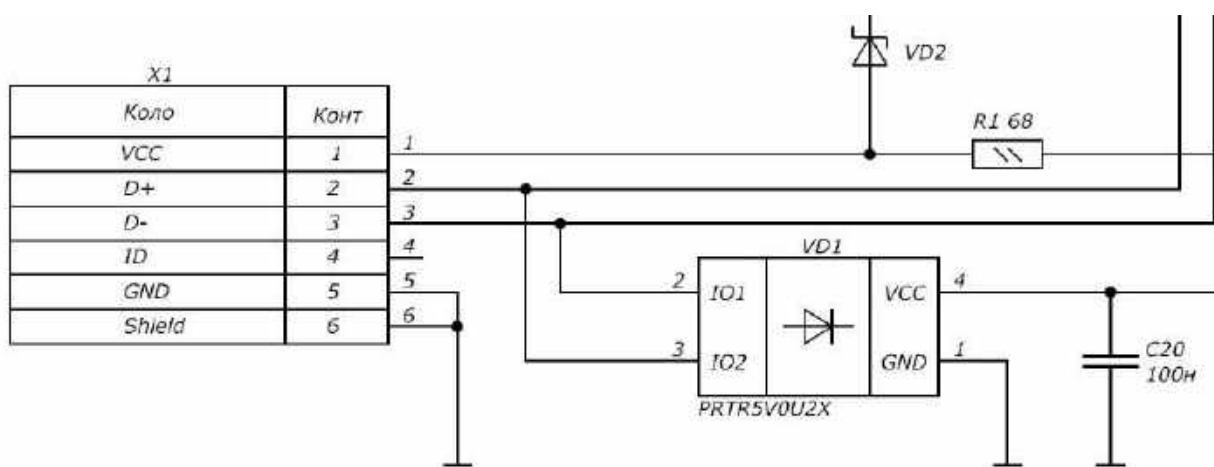 VD2
X1
Коло Конт
R1 68
VCC 1 1
D+ 2 2
D- 3 3
ID 4 4
VD1
GND 5 5
2 IO1 VCC 4
Shield 6 6
3 IO2 GND 1
C20
100н
PRTR5V0U2X